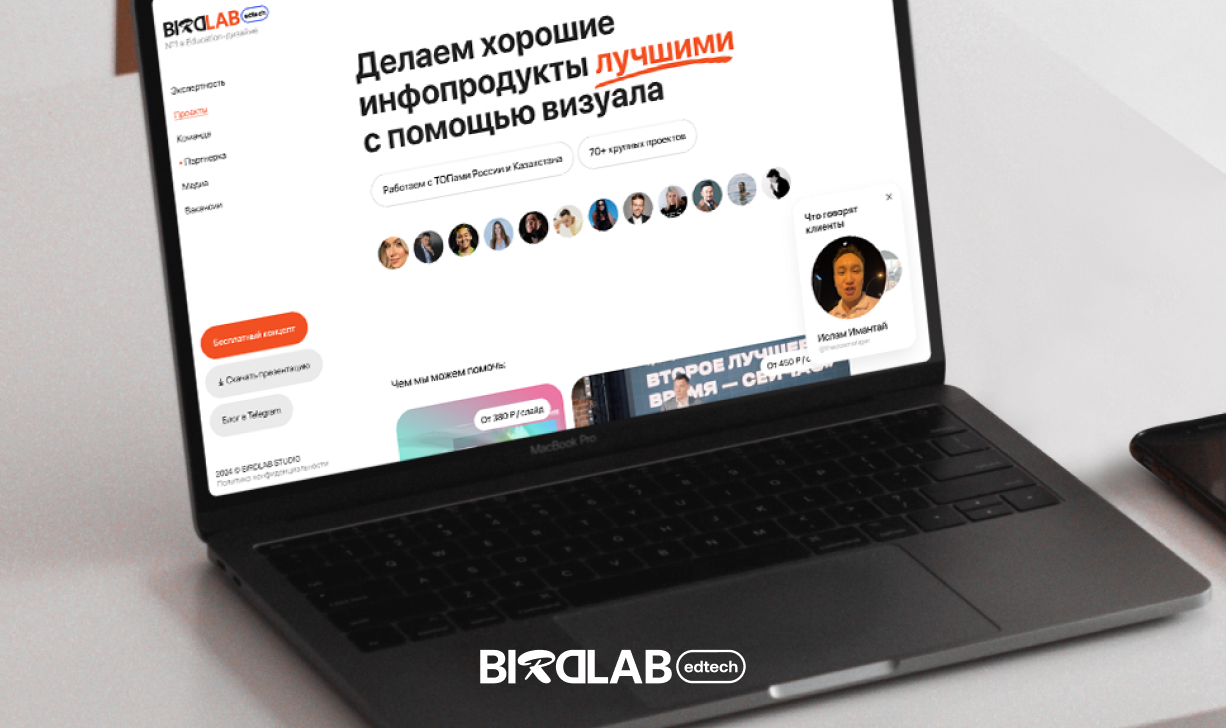 BIRDLAB edtech
№1 в Education-дизайне
Экспертность
Проекты
Команда
• Партнерка
Медиа
Вакансии
Делаем хорошие
инфопродукты лучшими
с помощью визуала
Работаем с ТОПами России и Казахстана
70+ крупных проектов
Что говорят
клиенты
Ислам Имантай
Бесплатный концепт
Скачать презентацию
Блог в Telegram
2024 © BIRDLAB STUDIO
Политика конфиденциальности
Чем мы можем помочь:
От 380 ₽ / слайд
От 450 ₽ / с
ВТОРОЕ ЛУЧШЕЕ
ВРЕМЯ — СЕЙЧАС
MacBook Pro
BIRDLAB edtech